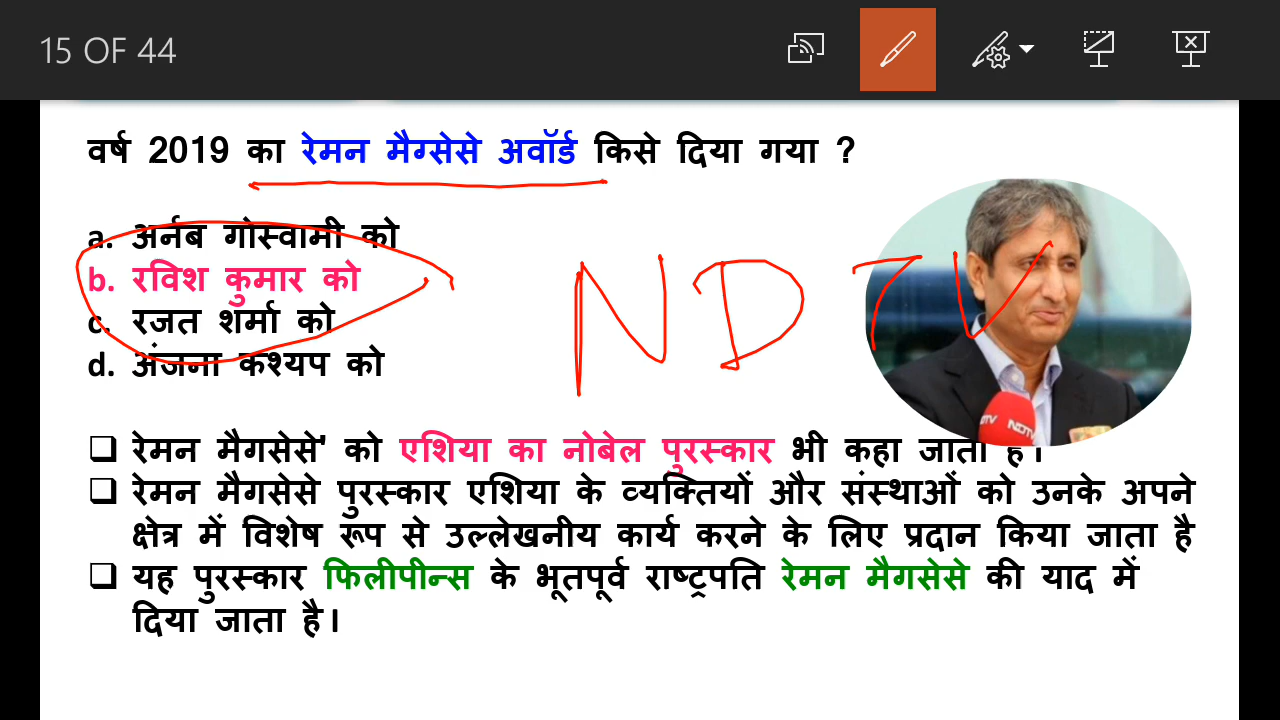 15 OF 44
वर्ष 2019 का रेमन मैग्सेसे अवॉर्ड किसे दिया गया ?
a. अर्नब गोस्वामी को
b. रविश कुमार को
c. रजत शर्मा को
d. अंजना कश्यप को
NDTV
NDTV
NDTV
❑ रेमन मैगसेसे' को एशिया का नोबेल पुरस्कार भी कहा जाता है।
❑ रेमन मैगसेसे पुरस्कार एशिया के व्यक्तियों और संस्थाओं को उनके अपने
क्षेत्र में विशेष रूप से उल्लेखनीय कार्य करने के लिए प्रदान किया जाता है
❑ यह पुरस्कार फिलीपीन्स के भूतपूर्व राष्ट्रपति रेमन मैगसेसे की याद में
दिया जाता है।